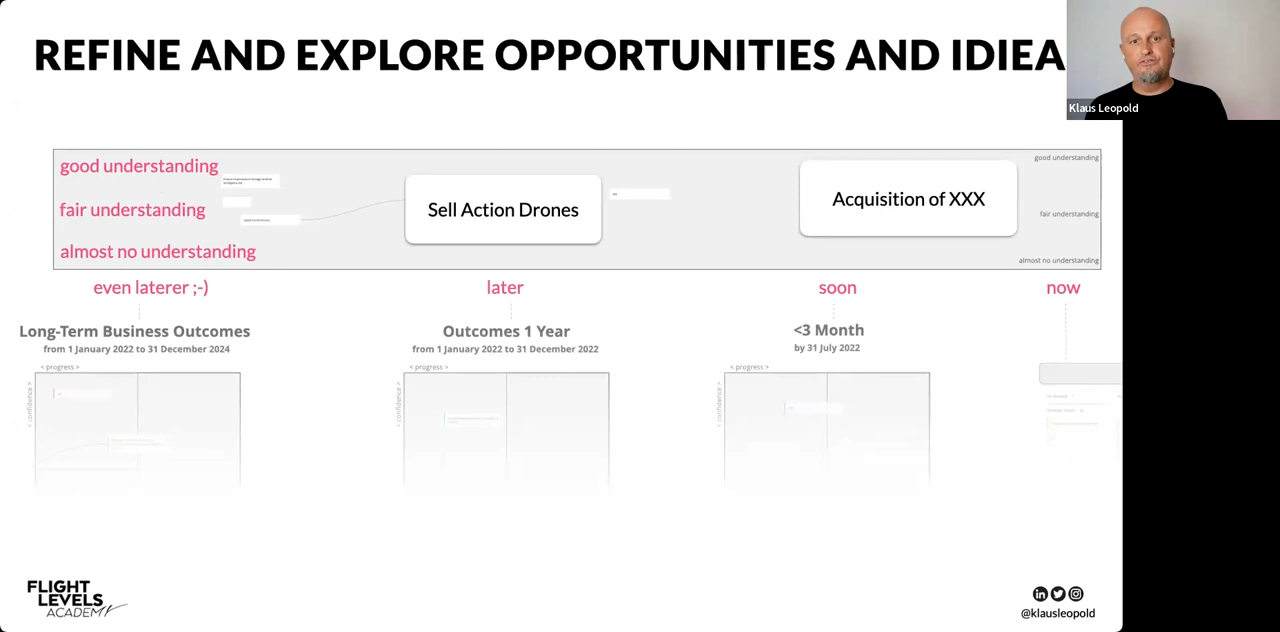 REFINE AND EXPLORE OPPORTUNITIES AND IDIEA
Klaus Leopold
good understanding
fair understanding
almost no understanding
Sell Action Drones
Acquisition of XXX
good understanding
fair understanding
almost no understanding
even laterer ;-)
later
soon
now
Long-Term Business Outcomes
from 1 January 2022 to 31 December 2024
Outcomes 1 Year
from 1 January 2022 to 31 December 2022
<3 Month
by 31 July 2022
< progress >
< progress >
< progress >
< confidence >
< confidence >
< confidence >
FLIGHT
LEVELS
ACADEMY
@klausleopold